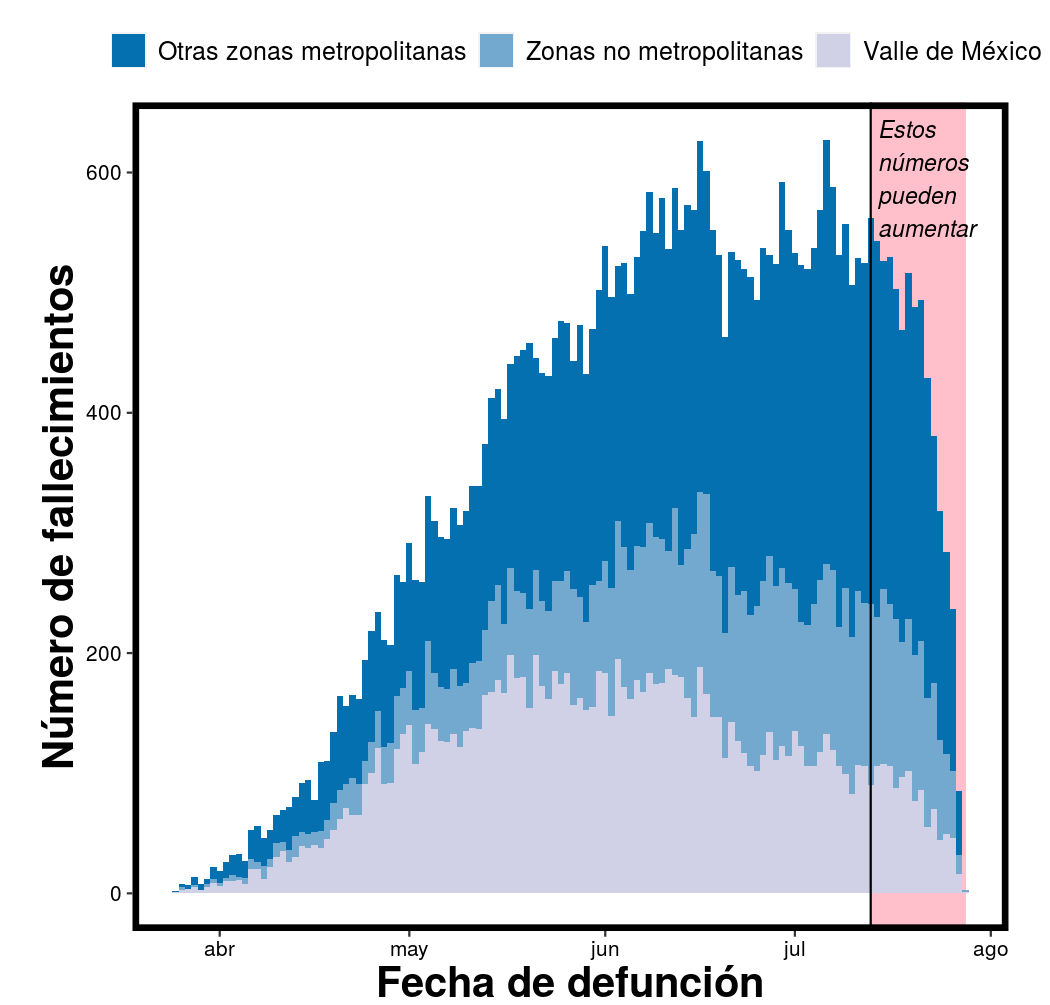 Otras zonas metropolitanas Zonas no metropolitanas Valle de México
Estos
números
pueden
aumentar
600
400
200
0
Número de fallecimientos
abr may jun jul ago
Fecha de defunción